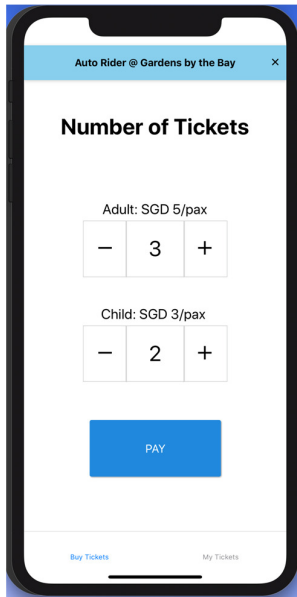 Auto Rider @ Gardens by the Bay ×
Number of Tickets
Adult: SGD 5/pax
− 3 +
Child: SGD 3/pax
− 2 +
PAY
Buy Tickets My Tickets